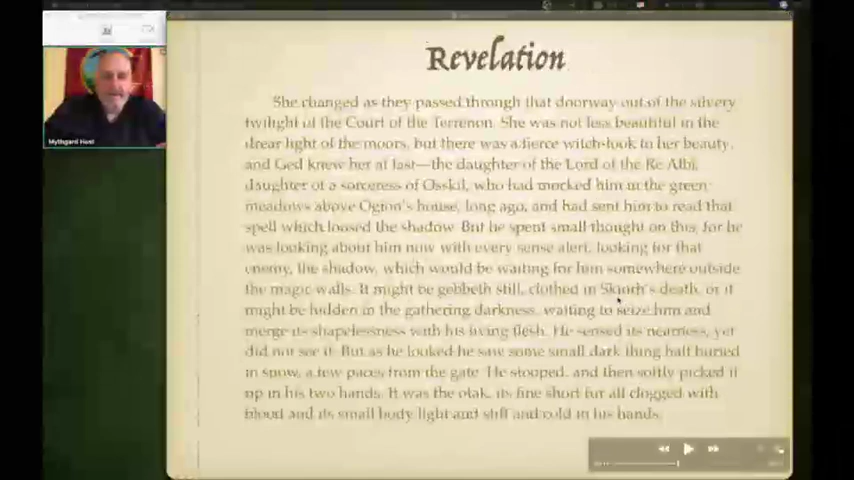 Revelation
She changed as they passed through that doorway out of the silvery
twilight of the Court of the Terrenon. She was not less beautiful in the
drear light of the moors, but there was a fierce witch-look to her beauty,
and Ged knew her at last—the daughter of the Lord of the Re Albi,
daughter of a sorceress of Osskil, who had mocked him in the green
meadows above Ogion's house, long ago, and had sent him to read that
spell which loosed the shadow. But he spent small thought on this, for he
was looking about him now with every sense alert, looking for that
enemy, the shadow, which would be waiting for him somewhere outside
the magic walls. It might be gebbeth still, clothed in Skiorh's death, or it
might be hidden in the gathering darkness, waiting to seize him and
merge its shapelessness with his living flesh. He sensed its nearness, yet
did not see it. But as he looked he saw some small dark thing half buried
in snow, a few paces from the gate. He stooped, and then softly picked it
up in his two hands. It was the otak, its fine short fur all clogged with
blood and its small body light and stiff and cold in his hands.
Mythgard Host